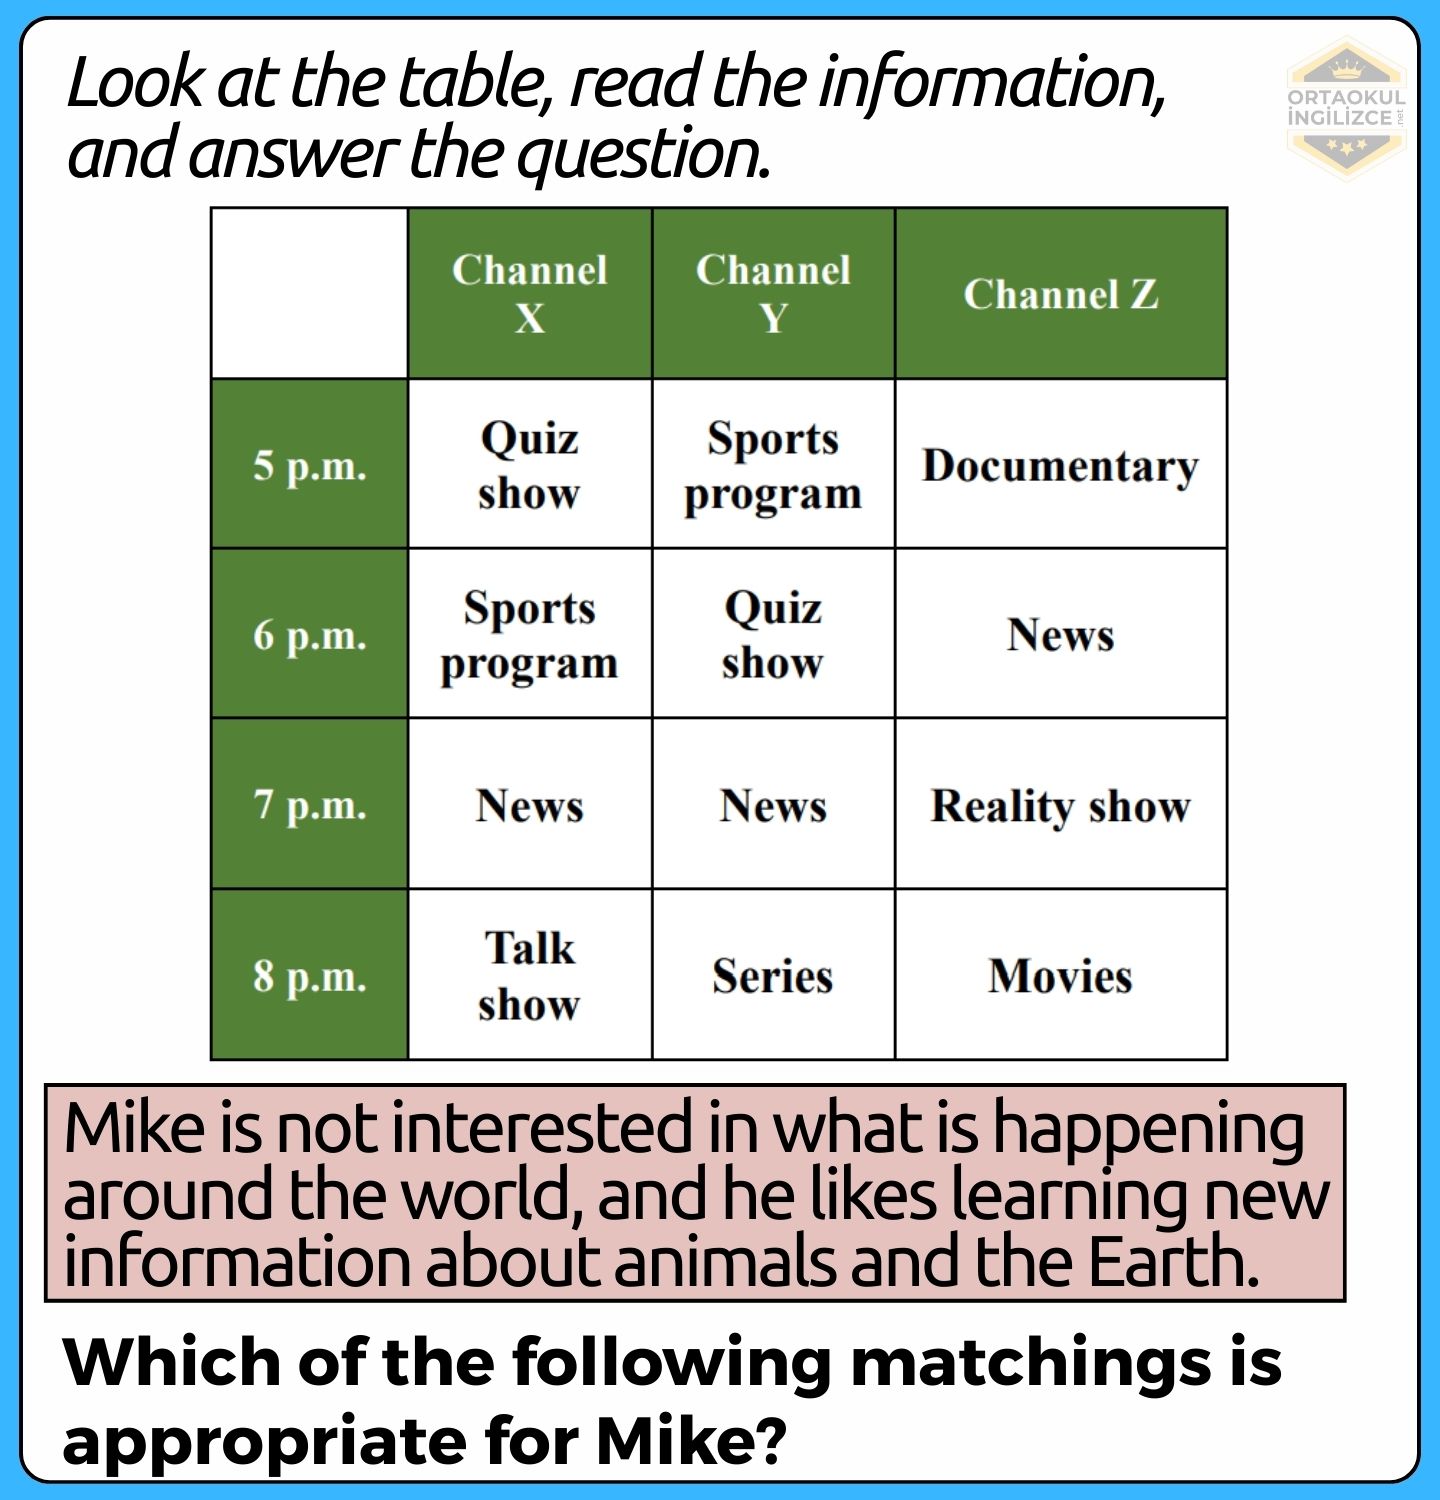 Look at the table, read the information,
and answer the question.
ORTAOKUL
İNGİLİZCE.net
Channel X
Channel Y
Channel Z
5 p.m.
Quiz show
Sports program
Documentary
6 p.m.
Sports program
Quiz show
News
7 p.m.
News
News
Reality show
8 p.m.
Talk show
Series
Movies
Mike is not interested in what is happening
around the world, and he likes learning new
information about animals and the Earth.
Which of the following matchings is
appropriate for Mike?